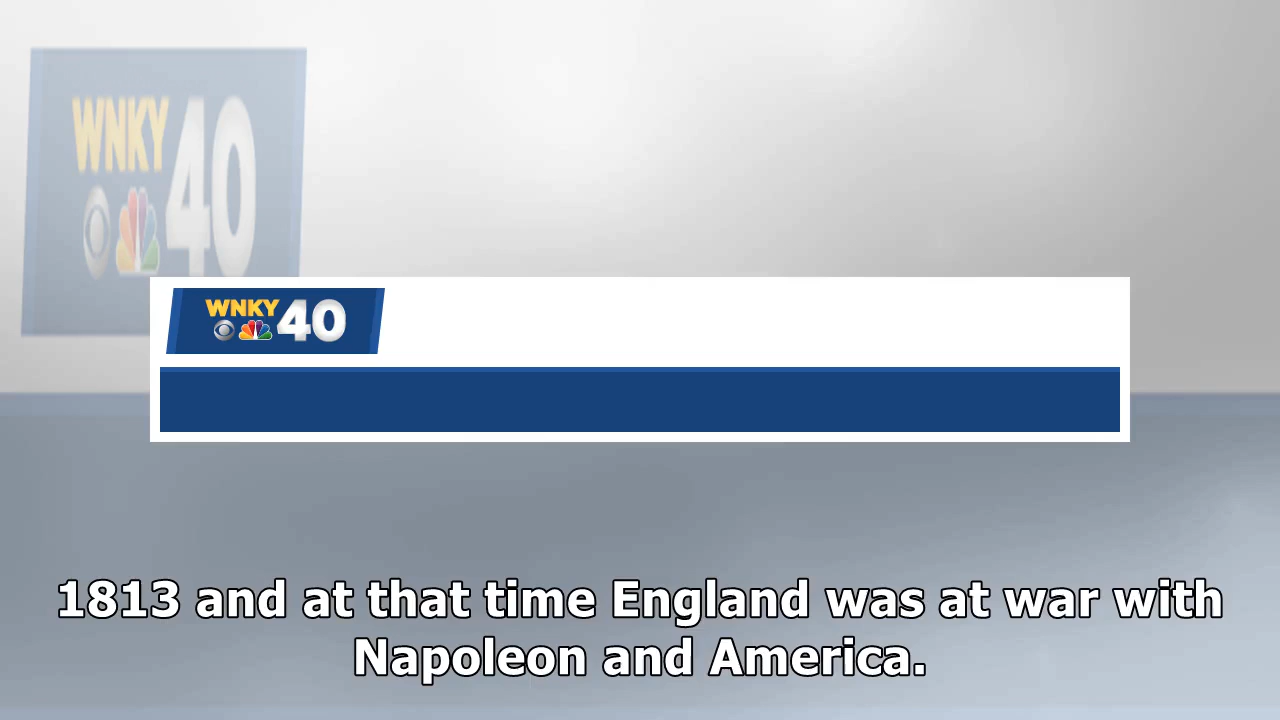 WNKY
40
WNKY
40
1813 and at that time England was at war with
Napoleon and America.